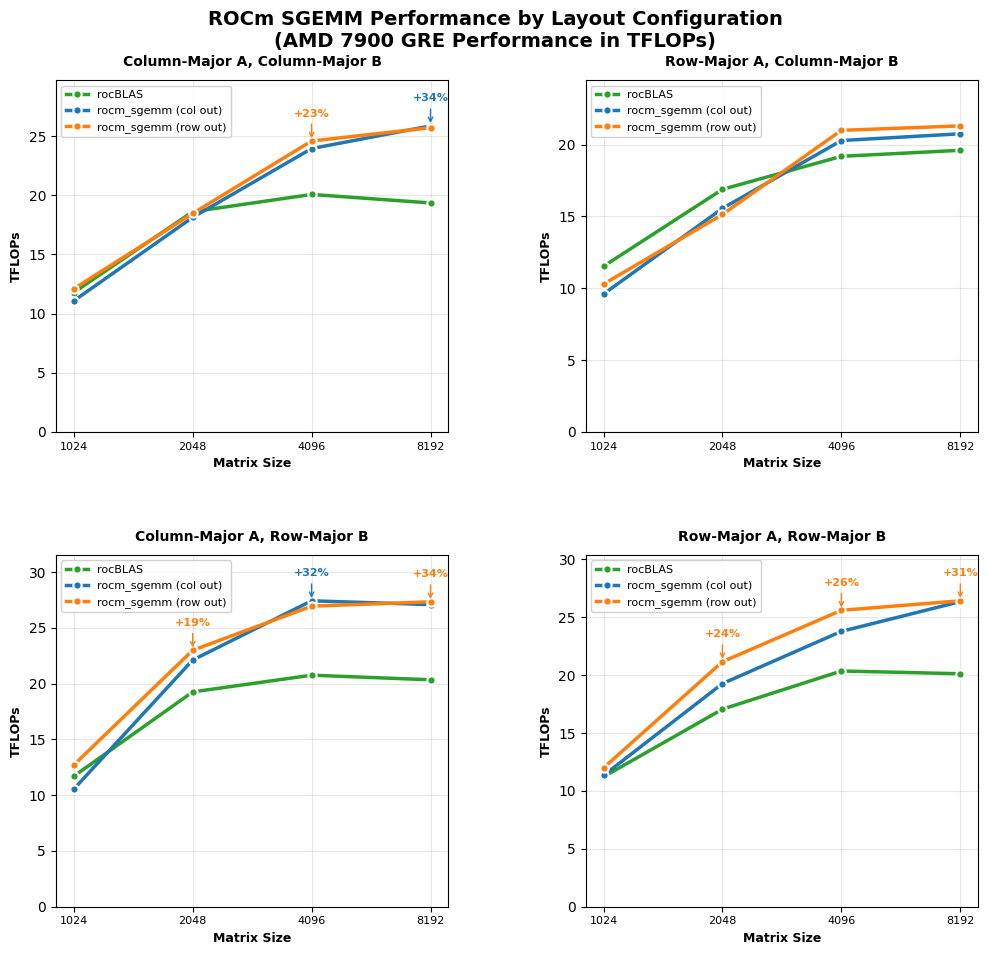 ROCm SGEMM Performance by Layout Configuration
(AMD 7900 GRE Performance in TFLOPs)
Column-Major A, Column-Major B
rocBLAS
rocm_sgemm (col out)
rocm_sgemm (row out)
+23%
+34%
25
20
15
10
5
0
TFLOPs
1024 2048 4096 8192
Matrix Size
Row-Major A, Column-Major B
rocBLAS
rocm_sgemm (col out)
rocm_sgemm (row out)
20
15
10
5
0
TFLOPs
1024 2048 4096 8192
Matrix Size
Column-Major A, Row-Major B
rocBLAS
rocm_sgemm (col out)
rocm_sgemm (row out)
+19%
+32%
+34%
30
25
20
15
10
5
0
TFLOPs
1024 2048 4096 8192
Matrix Size
Row-Major A, Row-Major B
rocBLAS
rocm_sgemm (col out)
rocm_sgemm (row out)
+24%
+26%
+31%
30
25
20
15
10
5
0
TFLOPs
1024 2048 4096 8192
Matrix Size